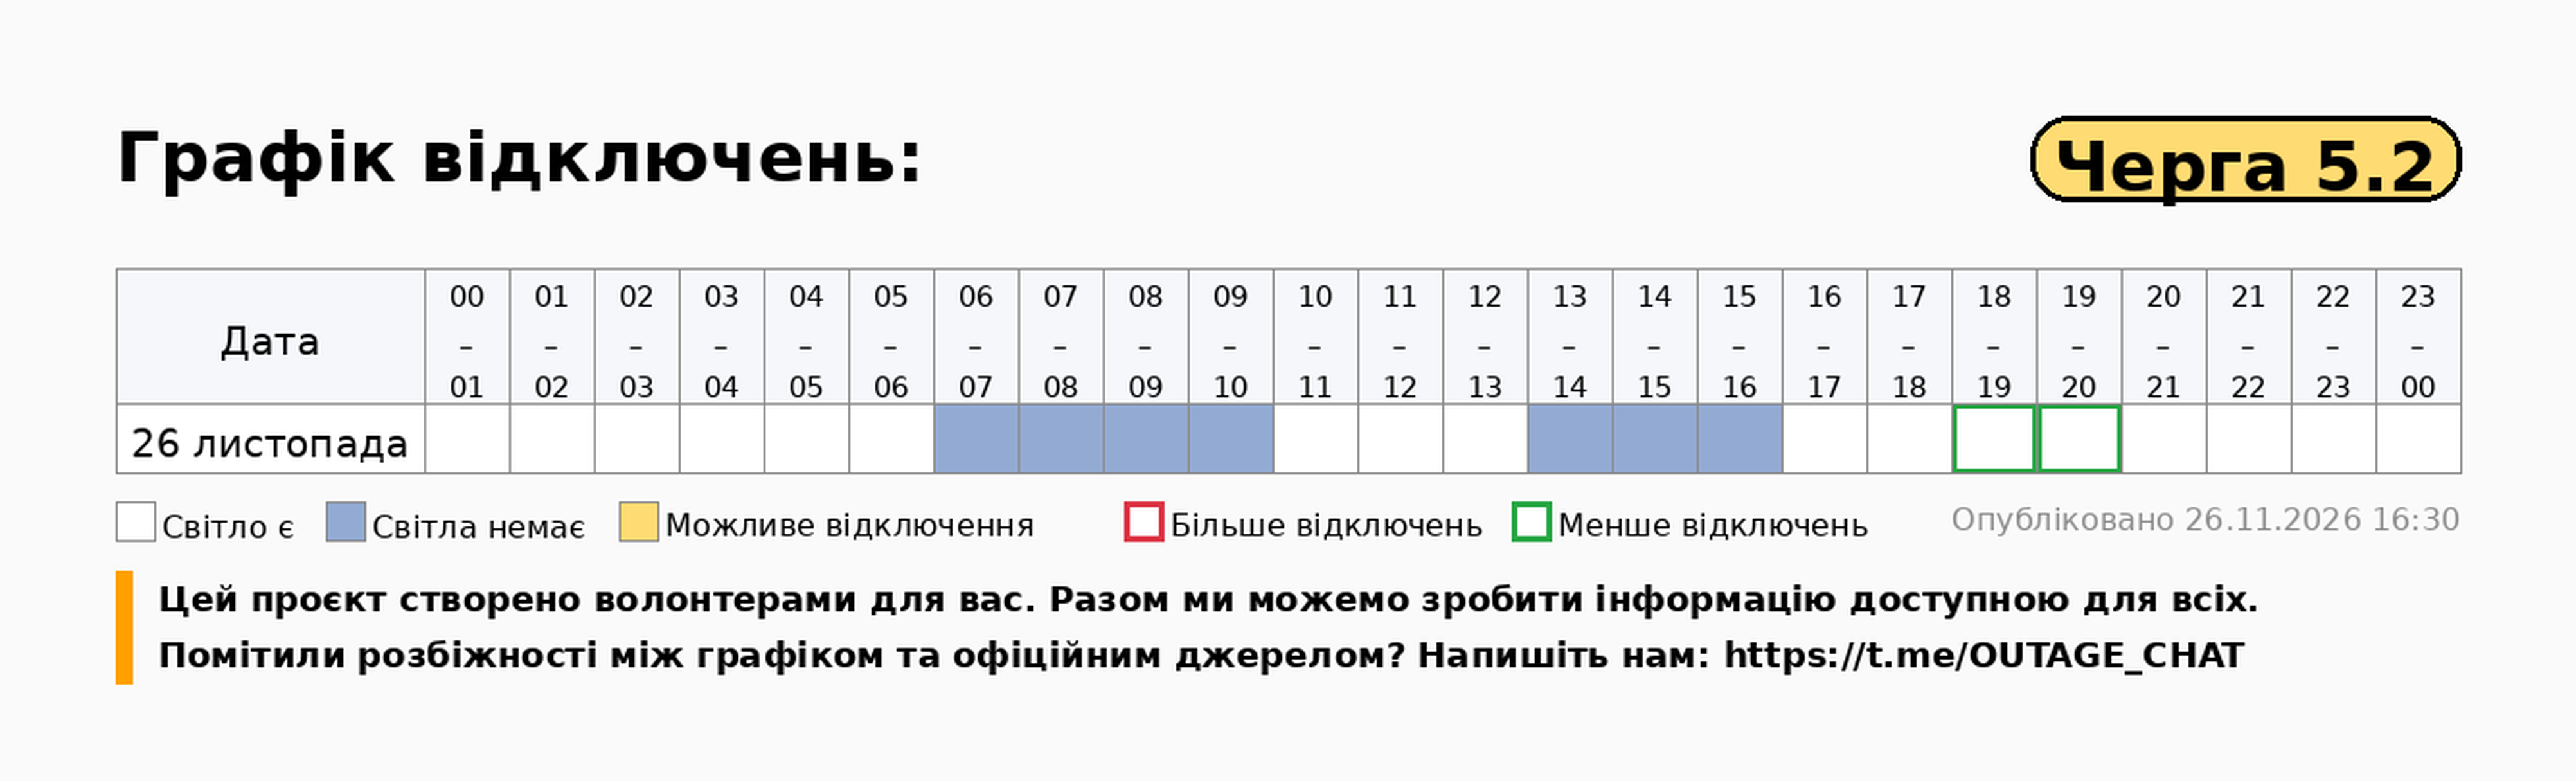 Графік відключень:
Черга 5.2
Дата
00 – 01
01 – 02
02 – 03
03 – 04
04 – 05
05 – 06
06 – 07
07 – 08
08 – 09
09 – 10
10 – 11
11 – 12
12 – 13
13 – 14
14 – 15
15 – 16
16 – 17
17 – 18
18 – 19
19 – 20
20 – 21
21 – 22
22 – 23
23 – 00
26 листопада
Світло є
Світла немає
Можливе відключення
Більше відключень
Менше відключень
Опубліковано 26.11.2026 16:30
Цей проєкт створено волонтерами для вас. Разом ми можемо зробити інформацію доступною для всіх.
Помітили розбіжності між графіком та офіційним джерелом? Напишіть нам: https://t.me/OUTAGE_CHAT